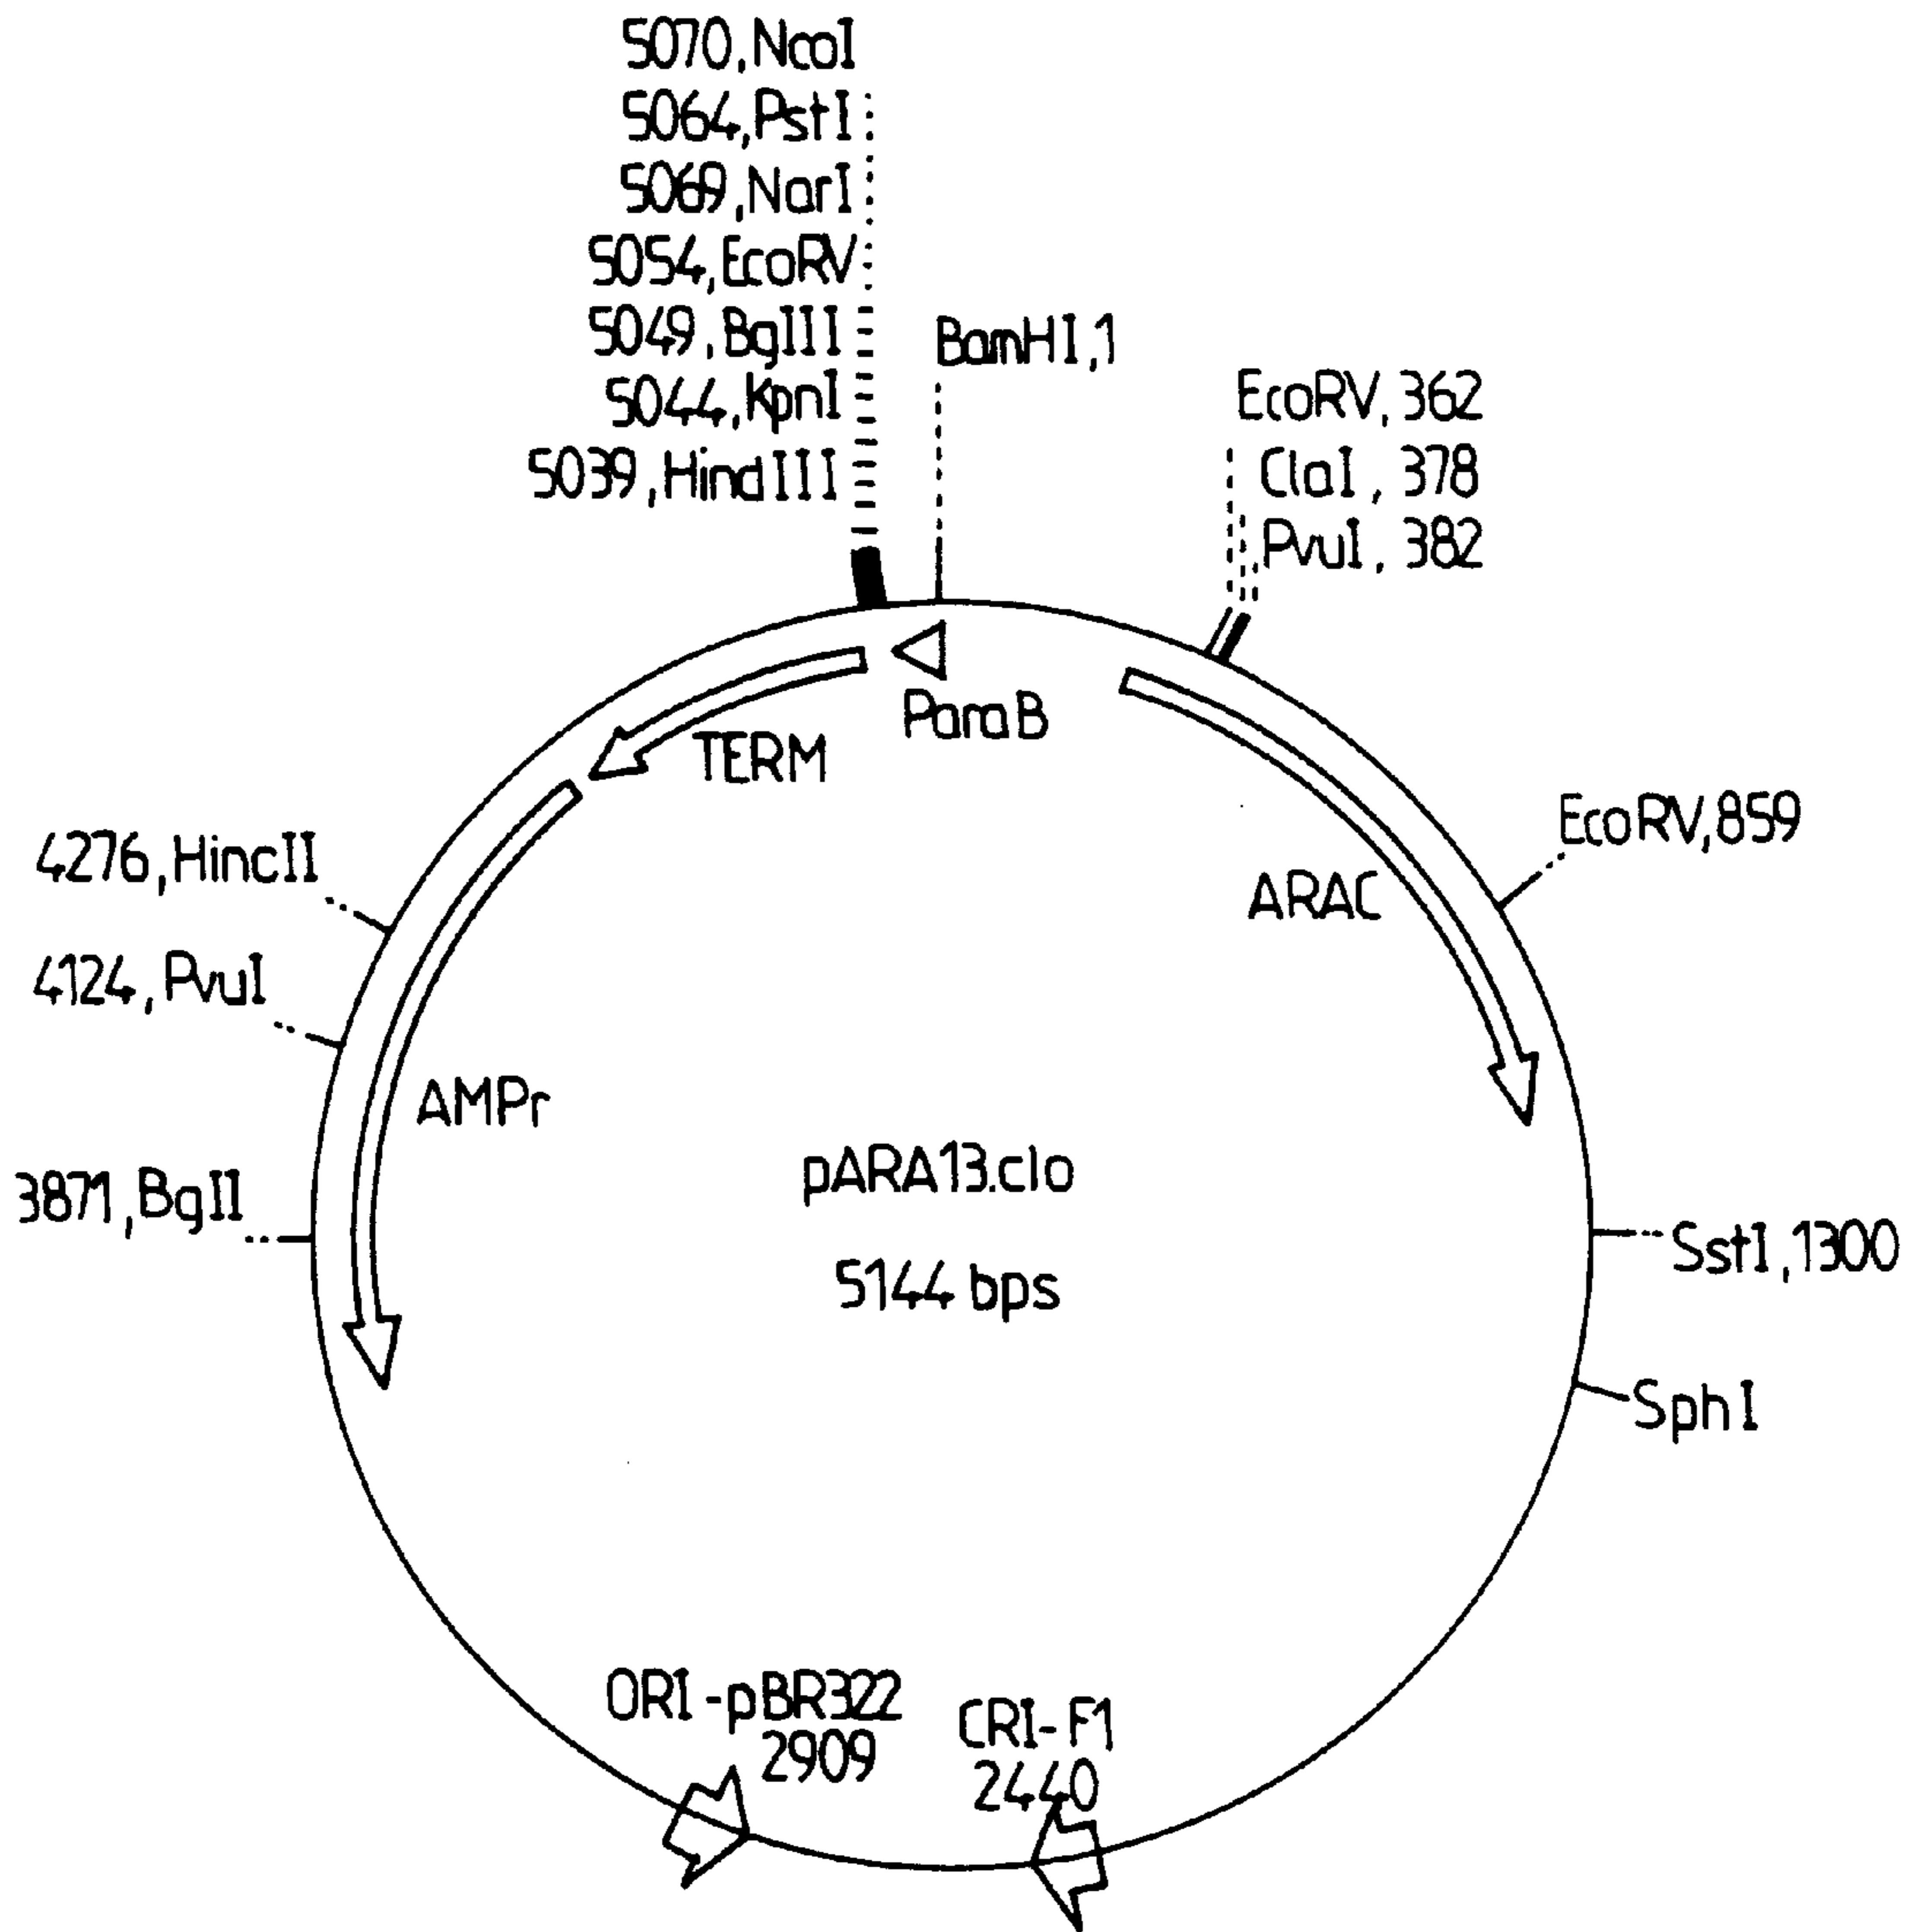 5070,NcoI
5064,PstI
5069,NarI
5054,EcoRV
5049,BglII
5044,KpnI
5039,HindIII
BamHI,1
EcoRV, 362
ClaI, 378
PvuI, 382
ParaB
TERM
4276,HincII
4124,PvuI
AMPr
3871,BglI
EcoRV,859
ARAC
pARA13.clo
5144 bps
SstI,1300
SphI
ORI-pBR322
2909
CRI-F1
2440